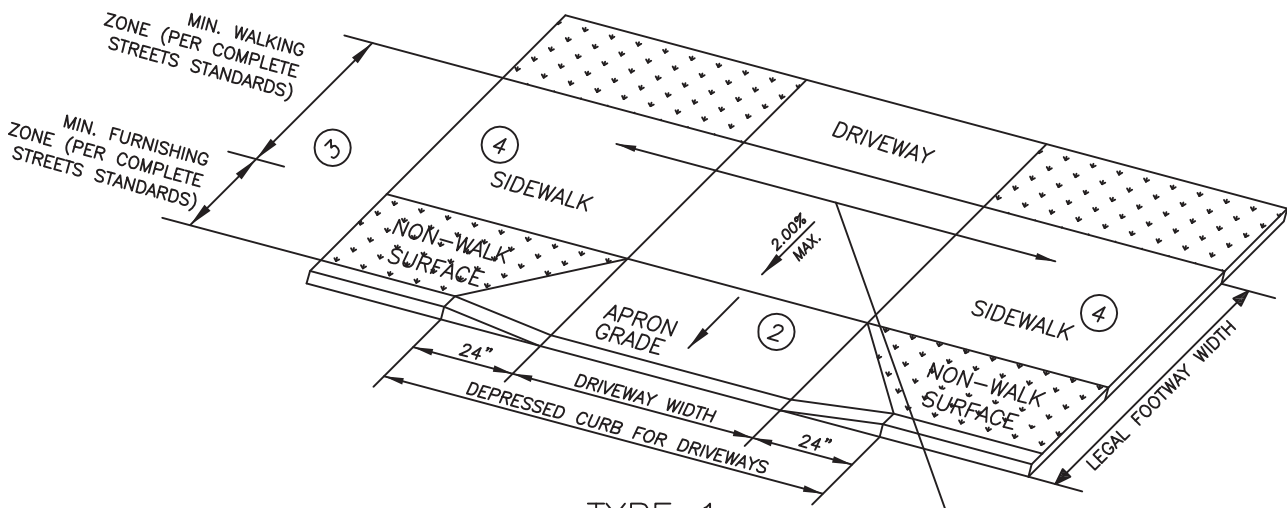 MIN. WALKING
ZONE (PER COMPLETE
STREETS STANDARDS)
MIN. FURNISHING
ZONE (PER COMPLETE
STREETS STANDARDS)
3
4
SIDEWALK
DRIVEWAY
NON-WALK
SURFACE
2.00%
MAX.
APRON
GRADE
2
SIDEWALK
4
NON-WALK
SURFACE
24"
DRIVEWAY WIDTH
24"
DEPRESSED CURB FOR DRIVEWAYS
LEGAL FOOTWAY WIDTH
TYPE 1